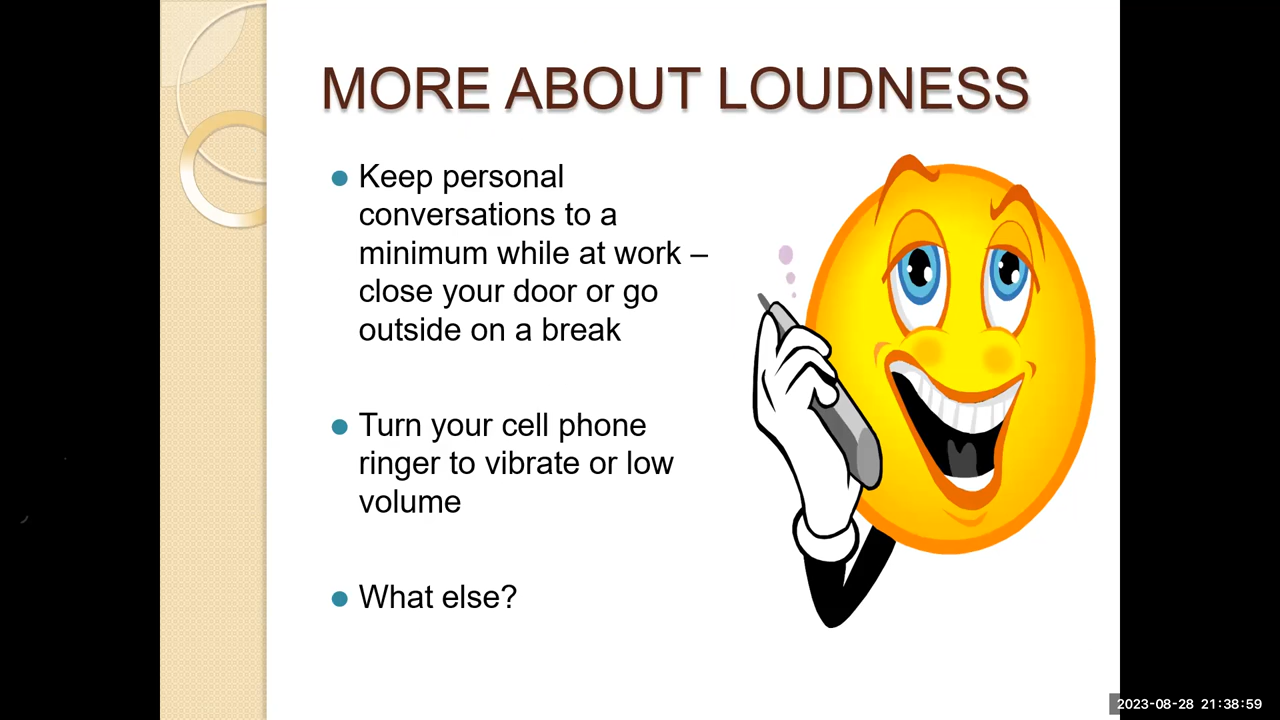 MORE ABOUT LOUDNESS
Keep personal
conversations to a
minimum while at work –
close your door or go
outside on a break
Turn your cell phone
ringer to vibrate or low
volume
What else?
2023-08-28 21:38:59